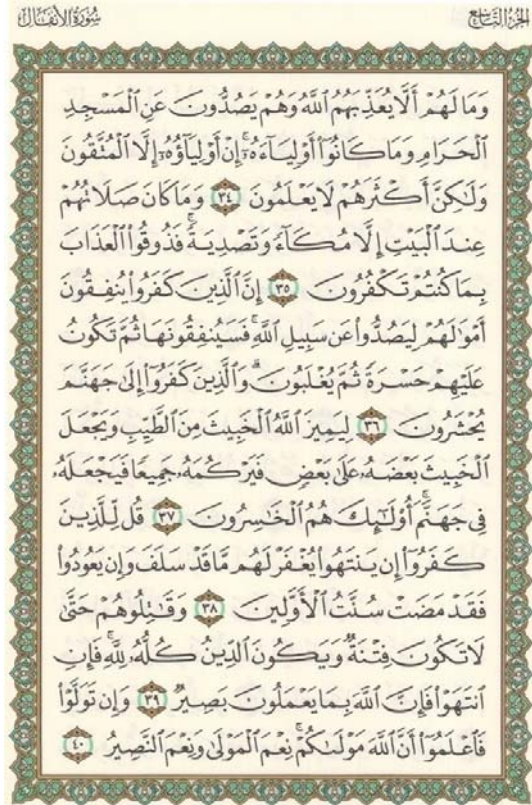 الجزء التاسع
سورة الأنفال
وَمَا لَهُمْ أَلَّا يُعَذِّبَهُمُ ٱللَّهُ وَهُمْ يَصُدُّونَ عَنِ ٱلْمَسْجِدِ
ٱلْحَرَامِ وَمَا كَانُوٓا۟ أَوْلِيَآءَهُۥٓ ۚ إِنْ أَوْلِيَآؤُهُۥٓ إِلَّا ٱلْمُتَّقُونَ
وَلَـٰكِنَّ أَكْثَرَهُمْ لَا يَعْلَمُونَ ٣٤ وَمَا كَانَ صَلَاتُهُمْ
عِندَ ٱلْبَيْتِ إِلَّا مُكَآءً وَتَصْدِيَةً ۚ فَذُوقُوا۟ ٱلْعَذَابَ
بِمَا كُنتُمْ تَكْفُرُونَ ٣٥ إِنَّ ٱلَّذِينَ كَفَرُوا۟ يُنفِقُونَ
أَمْوَٰلَهُمْ لِيَصُدُّوا۟ عَن سَبِيلِ ٱللَّهِ ۚ فَسَيُنفِقُونَهَا ثُمَّ تَكُونُ
عَلَيْهِمْ حَسْرَةً ثُمَّ يُغْلَبُونَ ۗ وَٱلَّذِينَ كَفَرُوٓا۟ إِلَىٰ جَهَنَّمَ
يُحْشَرُونَ ٣٦ لِيَمِيزَ ٱللَّهُ ٱلْخَبِيثَ مِنَ ٱلطَّيِّبِ وَيَجْعَلَ
ٱلْخَبِيثَ بَعْضَهُۥ عَلَىٰ بَعْضٍ فَيَرْكُمَهُۥ جَمِيعًا فَيَجْعَلَهُۥ
فِى جَهَنَّمَ ۚ أُو۟لَـٰٓئِكَ هُمُ ٱلْخَـٰسِرُونَ ٣٧ قُل لِّلَّذِينَ
كَفَرُوٓا۟ إِن يَنتَهُوا۟ يُغْفَرْ لَهُم مَّا قَدْ سَلَفَ وَإِن يَعُودُوا۟
فَقَدْ مَضَتْ سُنَّتُ ٱلْأَوَّلِينَ ٣٨ وَقَـٰتِلُوهُمْ حَتَّىٰ
لَا تَكُونَ فِتْنَةٌ وَيَكُونَ ٱلدِّينُ كُلُّهُۥ لِلَّهِ ۚ فَإِنِ
ٱنتَهَوْا۟ فَإِنَّ ٱللَّهَ بِمَا يَعْمَلُونَ بَصِيرٌ ٣٩ وَإِن تَوَلَّوْا۟
فَٱعْلَمُوٓا۟ أَنَّ ٱللَّهَ مَوْلَىٰكُمْ ۚ نِعْمَ ٱلْمَوْلَىٰ وَنِعْمَ ٱلنَّصِيرُ ٤٠